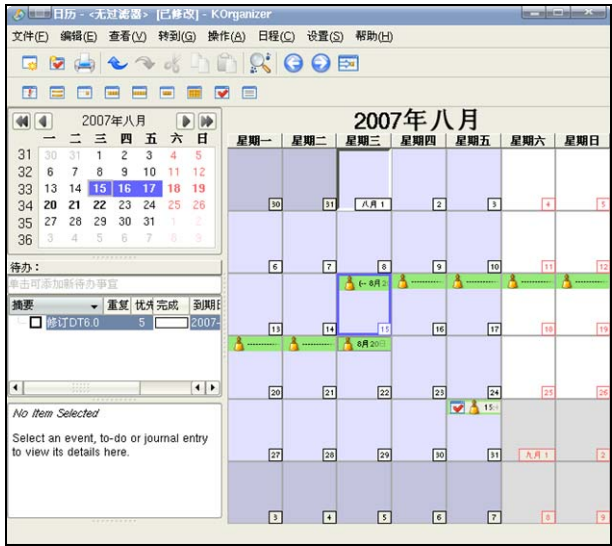 日历 - <无过滤器> [已修改] - KOrganizer
文件(F) 编辑(E) 查看(V) 转到(G) 操作(A) 日程(C) 设置(S) 帮助(H)
2007年八月
一 二 三 四 五 六 日
31 30 31 1 2 3 4 5
32 6 7 8 9 10 11 12
33 13 14 15 16 17 18 19
34 20 21 22 23 24 25 26
35 27 28 29 30 31 1 2
36 3 4 5 6 7 8 9
待办：
单击可添加新待办事宜
摘要 重复 优先 完成 到期日
修订DT6.0 5 2007-
No Item Selected
Select an event, to-do or journal entry
to view its details here.
2007年八月
星期一 星期二 星期三 星期四 星期五 星期六 星期日
30 31 八月 1 2 3 4 5
6 7 8 9 10 11 12
(-- 8月2
13 14 15 16 17 18 19
8月20日
20 21 22 23 24 25 26
15:
27 28 29 30 31 九月 1 2
3 4 5 6 7 8 9